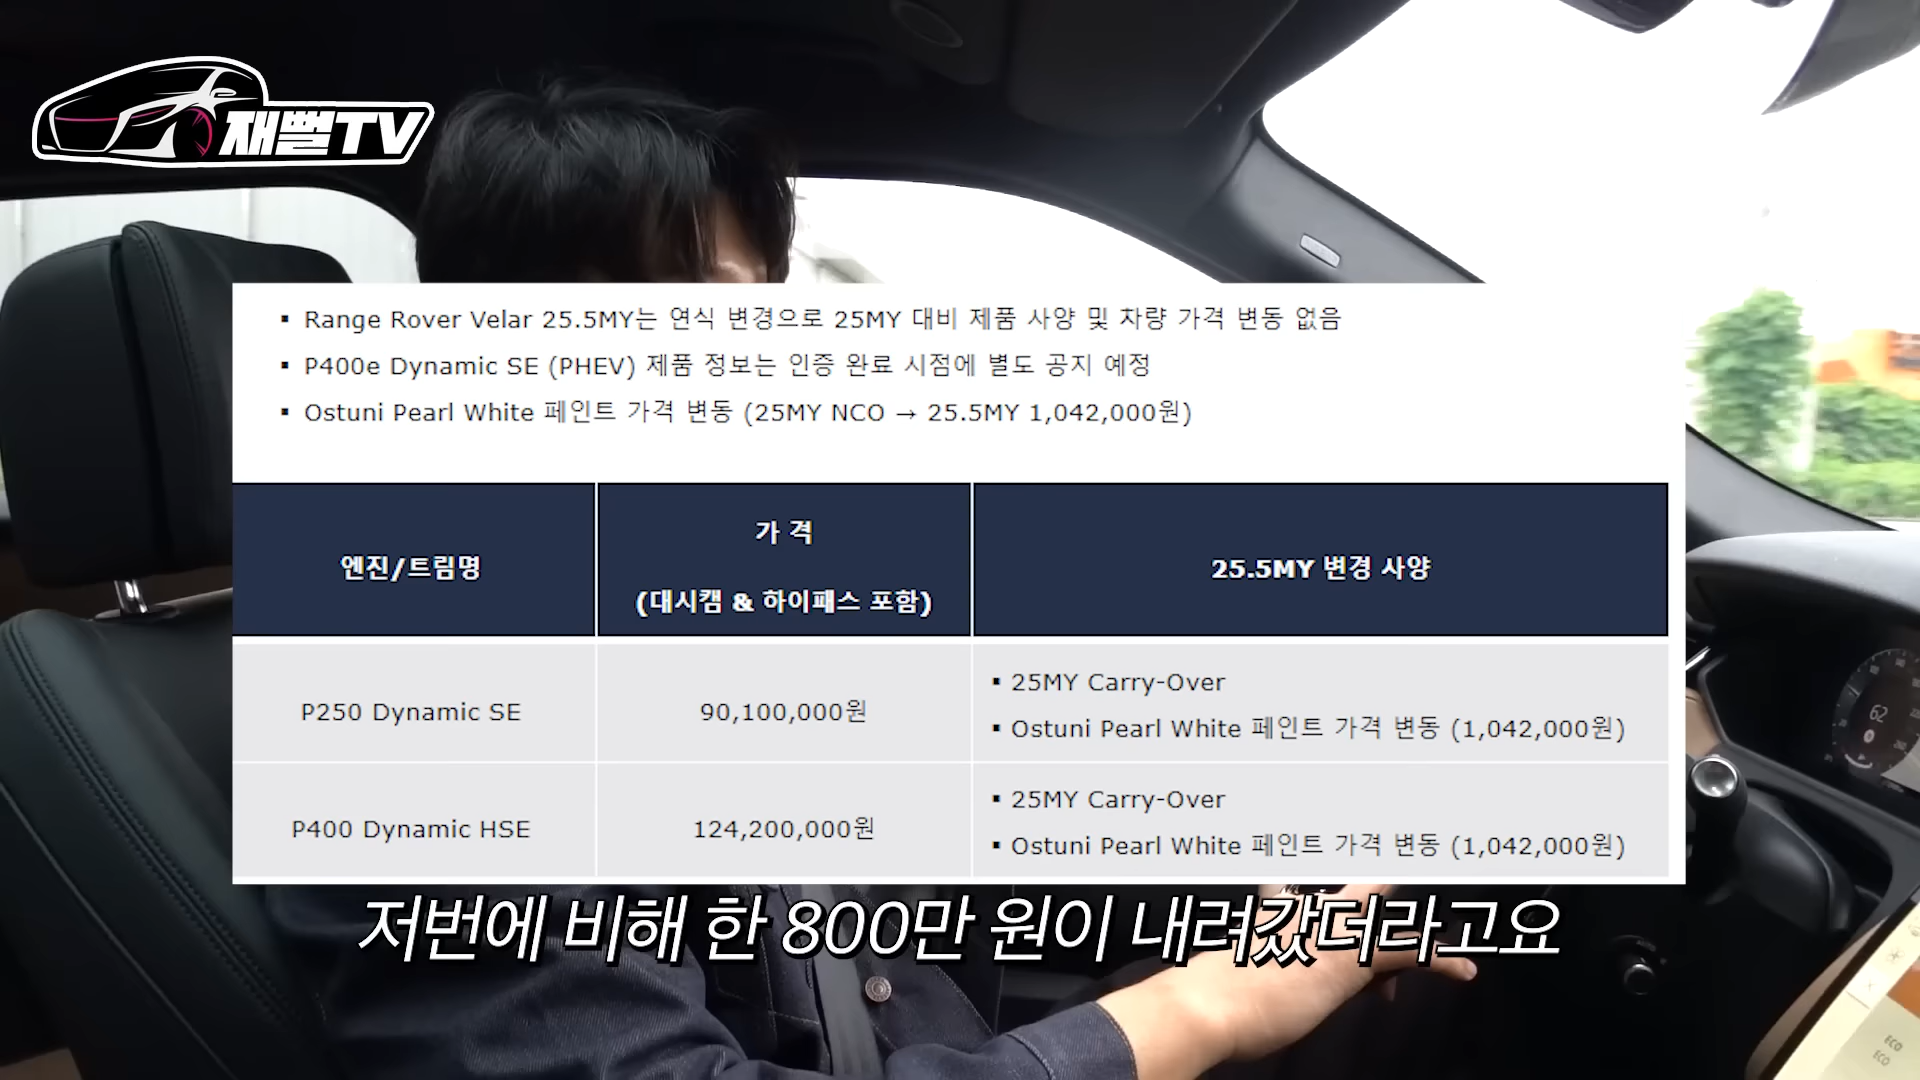 재뻘TV
▪ Range Rover Velar 25.5MY는 연식 변경으로 25MY 대비 제품 사양 및 차량 가격 변동 없음
▪ P400e Dynamic SE (PHEV) 제품 정보는 인증 완료 시점에 별도 공지 예정
▪ Ostuni Pearl White 페인트 가격 변동 (25MY NCO → 25.5MY 1,042,000원)
엔진/트림명
가 격
(대시캠 & 하이패스 포함)
25.5MY 변경 사양
P250 Dynamic SE
90,100,000원
▪ 25MY Carry-Over
▪ Ostuni Pearl White 페인트 가격 변동 (1,042,000원)
P400 Dynamic HSE
124,200,000원
▪ 25MY Carry-Over
▪ Ostuni Pearl White 페인트 가격 변동 (1,042,000원)
62
저번에 비해 한 800만 원이 내려갔더라고요
ECO
ECO